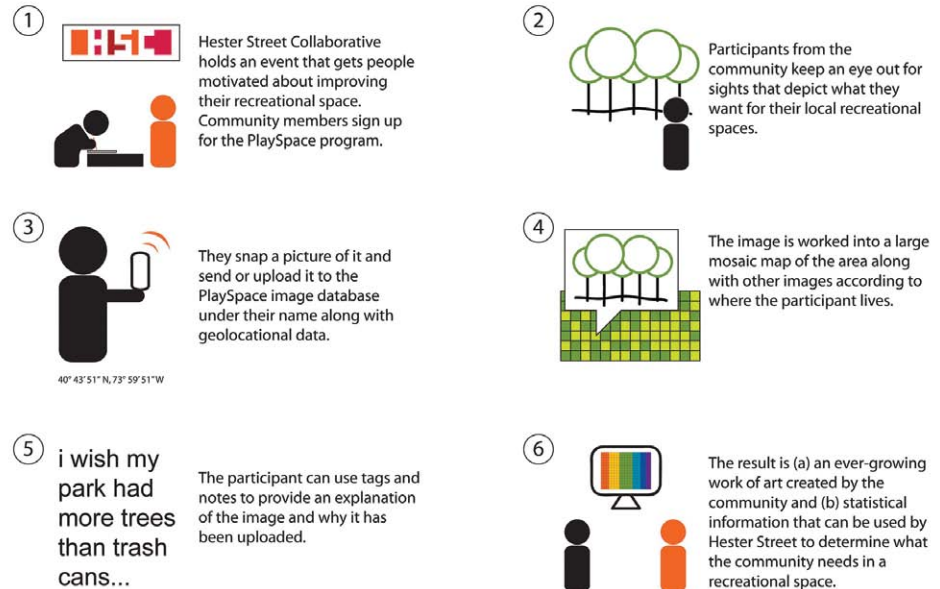 1
HSC
Hester Street Collaborative
holds an event that gets people
motivated about improving
their recreational space.
Community members sign up
for the PlaySpace program.
2
Participants from the
community keep an eye out for
sights that depict what they
want for their local recreational
spaces.
3
They snap a picture of it and
send or upload it to the
PlaySpace image database
under their name along with
geolocational data.
40° 43' 51" N, 73° 59' 51" W
4
The image is worked into a large
mosaic map of the area along
with other images according to
where the participant lives.
5
i wish my
park had
more trees
than trash
cans...
The participant can use tags and
notes to provide an explanation
of the image and why it has
been uploaded.
6
The result is (a) an ever-growing
work of art created by the
community and (b) statistical
information that can be used by
Hester Street to determine what
the community needs in a
recreational space.